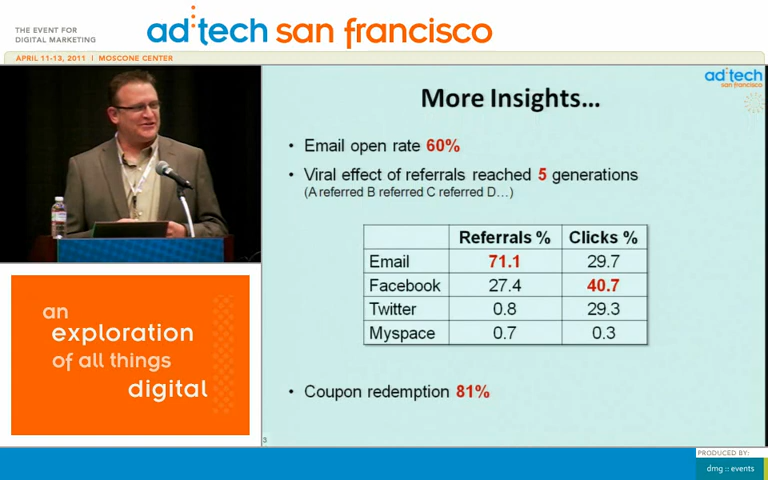 THE EVENT FOR
DIGITAL MARKETING
ad:tech san francisco
APRIL 11-13, 2011 | MOSCONE CENTER
ad:tech
san francisco
More Insights...
• Email open rate 60%
• Viral effect of referrals reached 5 generations
(A referred B referred C referred D...)
Referrals % Clicks %
Email 71.1 29.7
Facebook 27.4 40.7
Twitter 0.8 29.3
Myspace 0.7 0.3
• Coupon redemption 81%
3
an
exploration
of all things
digital
PRODUCED BY:
dmg :: events